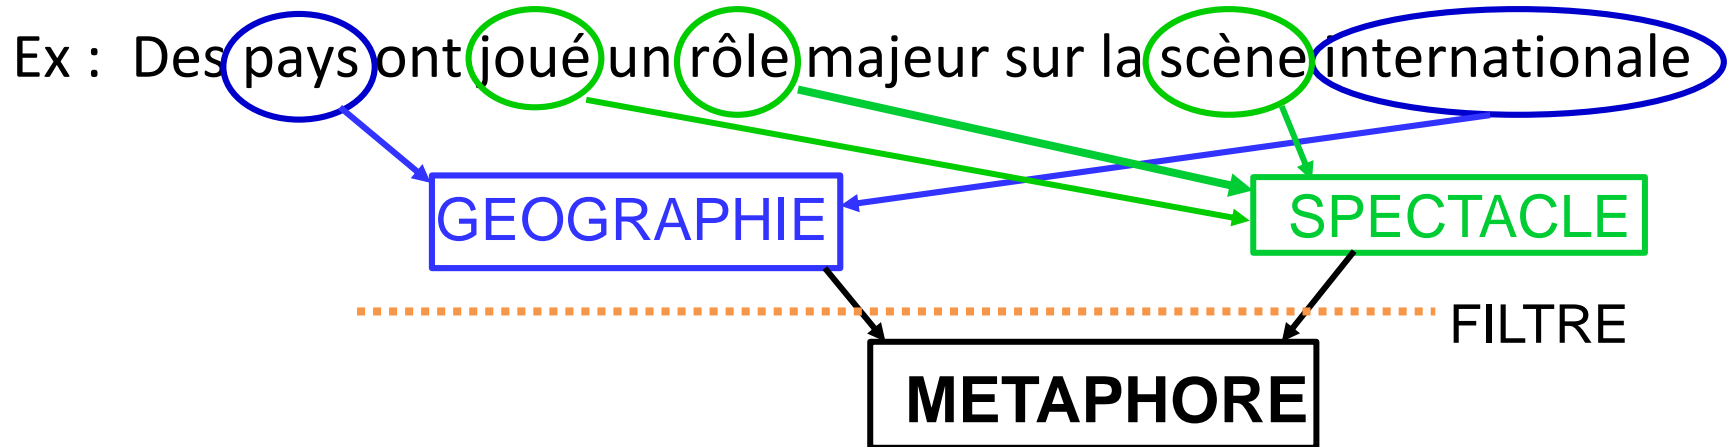 Ex : Des pays ont joué un rôle majeur sur la scène internationale
GEOGRAPHIE
SPECTACLE
FILTRE
METAPHORE